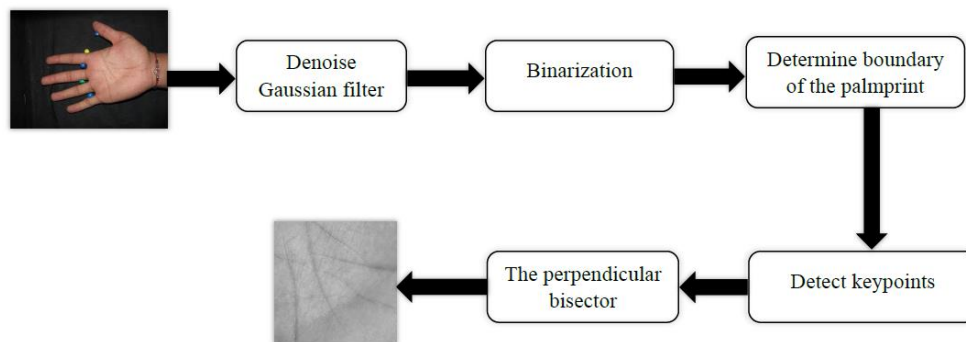 Denoise
Gaussian filter
Binarization
Determine boundary
of the palmprint
Detect keypoints
The perpendicular
bisector